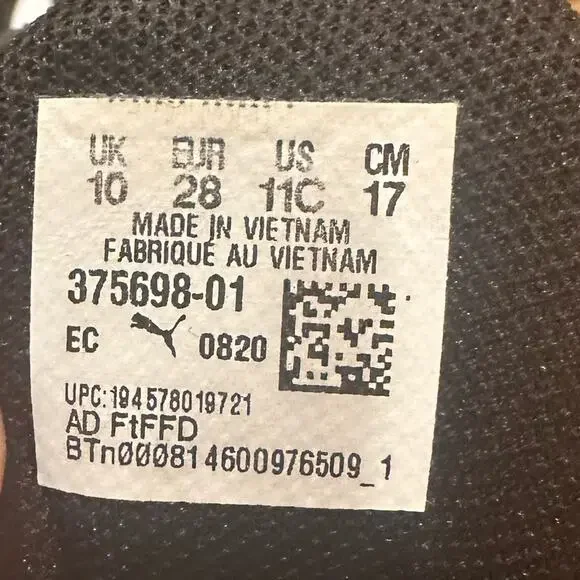 UK EUR US CM
10 28 11C 17
MADE IN VIETNAM
FABRIQUÉ AU VIETNAM
375698-01
EC 0820
UPC:194578019721
AD FtFFD
BTn000814600976509_1